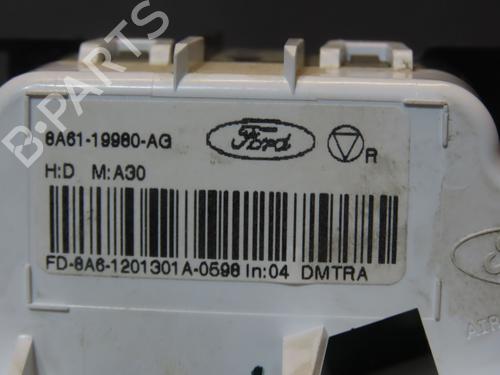 8A61-19980-AG
Ford
R
H:D M:A30
FD-8A6-1201301A-0598 In:04 DMTRA
AIR
B-PARTS